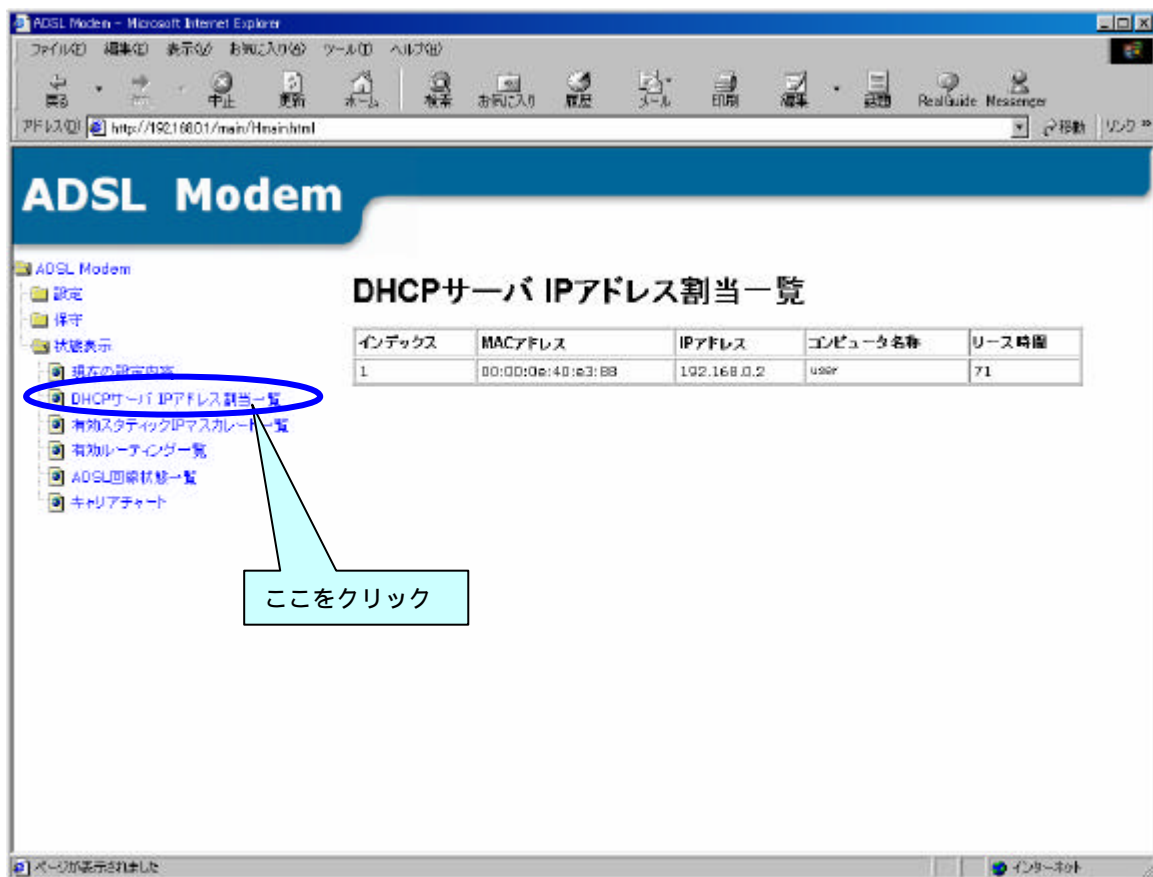 ADSL Modem - Microsoft Internet Explorer
ファイル(F) 編集(E) 表示(V) お気に入り(A) ツール(T) ヘルプ(H)
戻る 中止 更新 ホーム 検索 お気に入り 履歴 メール 印刷 編集 話題 RealGuide Messenger
アドレス(D) http://192.168.0.1/main/Hmain.html 移動 リンク »
ADSL Modem
ADSL Modem
設定
保守
状態表示
現在の設定内容
DHCPサーバ IPアドレス割当一覧
有効スタティックIPマスカレード一覧
有効ルーティング一覧
ADSL回線状態一覧
キャリアチャート
DHCPサーバ IPアドレス割当一覧
インデックス MACアドレス IPアドレス コンピュータ名称 リース時間
1 00:00:0e:40:e3:88 192.168.0.2 user 71
ここをクリック
ページが表示されました インターネット